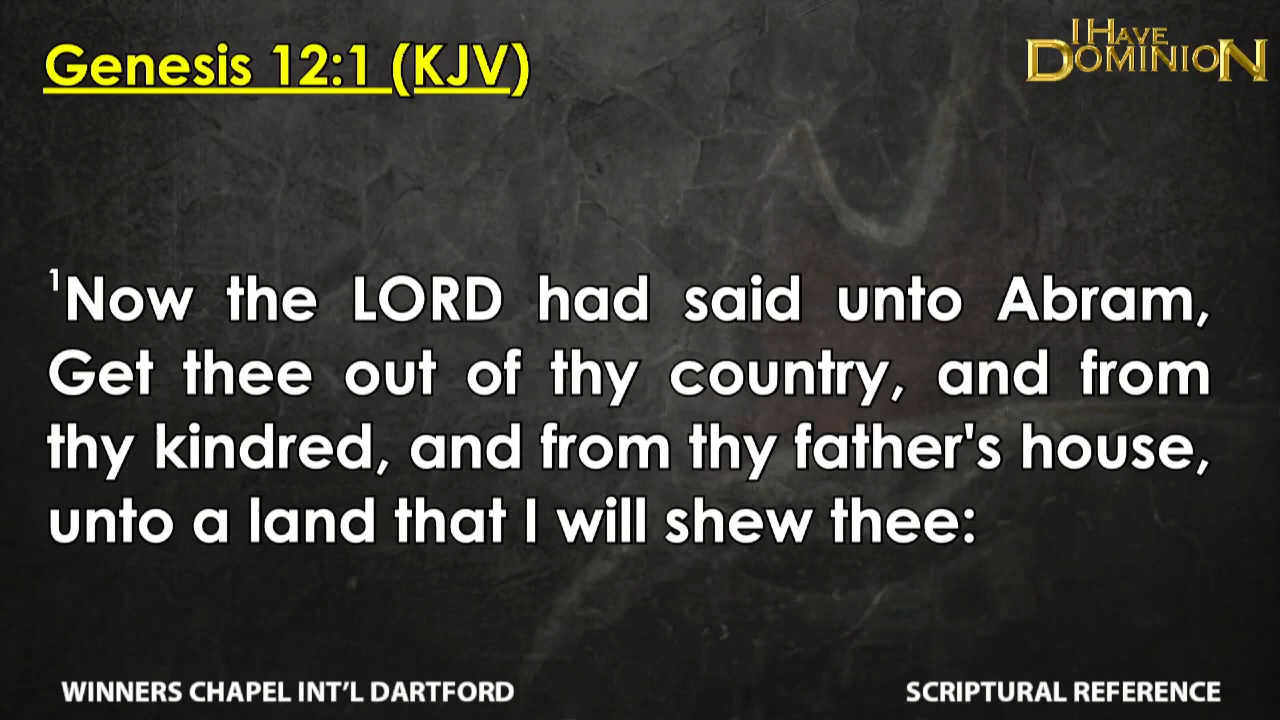 Genesis 12:1 (KJV)
I HAVE
DOMINION
1Now the LORD had said unto Abram,
Get thee out of thy country, and from
thy kindred, and from thy father's house,
unto a land that I will shew thee:
WINNERS CHAPEL INT’L DARTFORD
SCRIPTURAL REFERENCE